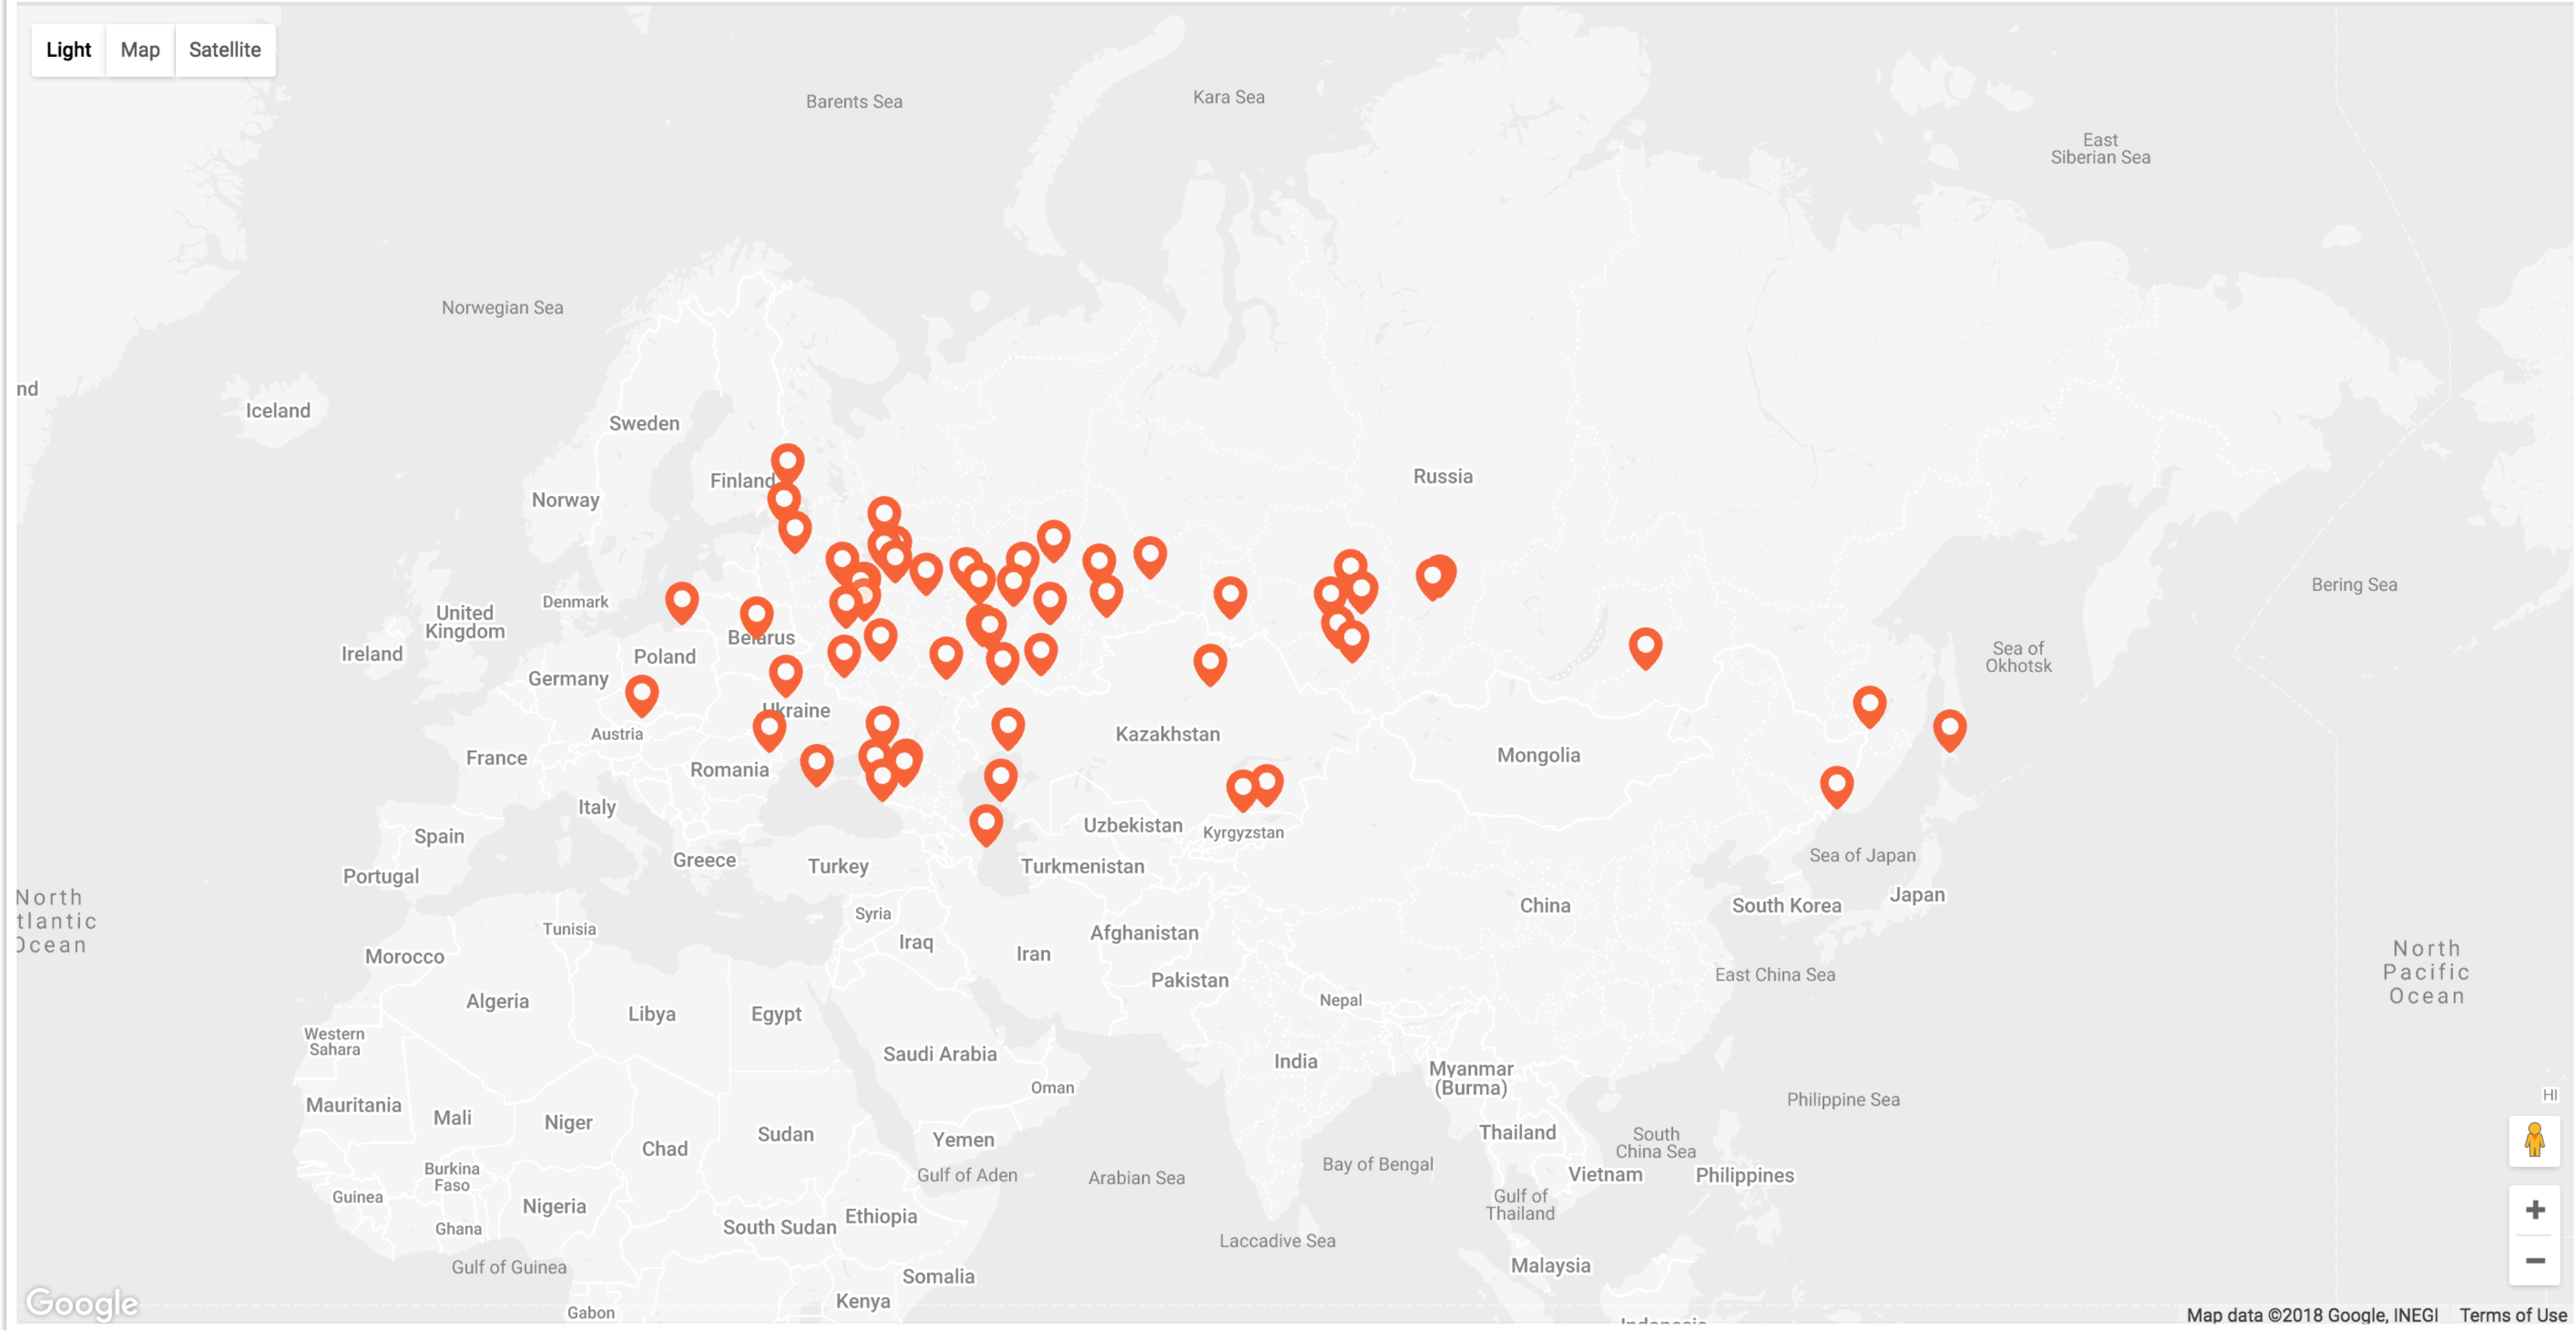 Light Map Satellite
Barents Sea
Kara Sea
East
Siberian Sea
Norwegian Sea
nd
Iceland
Sweden
Russia
Finland
Norway
Bering Sea
Denmark
United
Kingdom
Belarus
Ireland
Poland
Sea of
Okhotsk
Germany
Ukraine
Austria
Kazakhstan
France
Mongolia
Romania
Italy
Uzbekistan
Kyrgyzstan
Spain
Greece
Turkey
Turkmenistan
Sea of Japan
Portugal
Japan
North
tlantic
Ocean
South Korea
China
Syria
Tunisia
Afghanistan
Iraq
Iran
Morocco
North
Pacific
Ocean
East China Sea
Pakistan
Algeria
Nepal
Libya
Egypt
Western
Sahara
Saudi Arabia
India
Myanmar
(Burma)
Oman
HI
Philippine Sea
Mauritania
Mali
Niger
Sudan
Thailand
South
China Sea
Yemen
Chad
Bay of Bengal
Burkina
Faso
Gulf of Aden
Arabian Sea
Vietnam
Philippines
Guinea
Nigeria
Gulf of
Thailand
Ghana
South Sudan
Ethiopia
Laccadive Sea
Gulf of Guinea
Malaysia
Somalia
Kenya
Google
Gabon
Indonesia
Map data ©2018 Google, INEGI Terms of Use